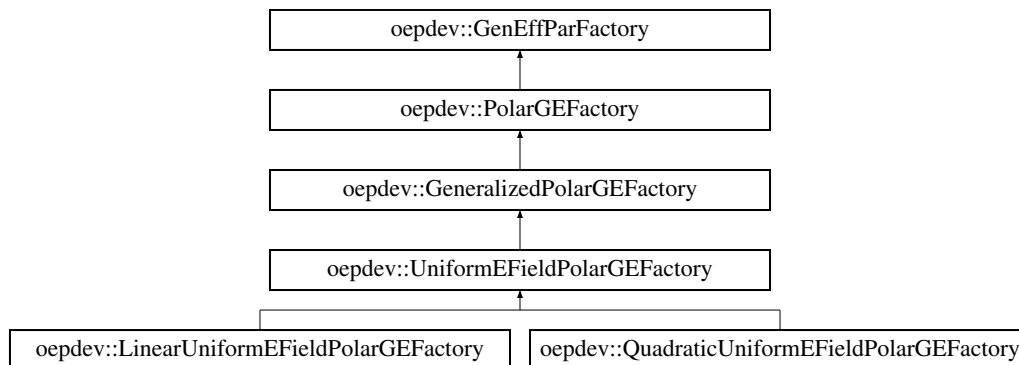 oepdev::GenEffParFactory
oepdev::PolarGEFactory
oepdev::GeneralizedPolarGEFactory
oepdev::UniformEFieldPolarGEFactory
oepdev::LinearUniformEFieldPolarGEFactory
oepdev::QuadraticUniformEFieldPolarGEFactory